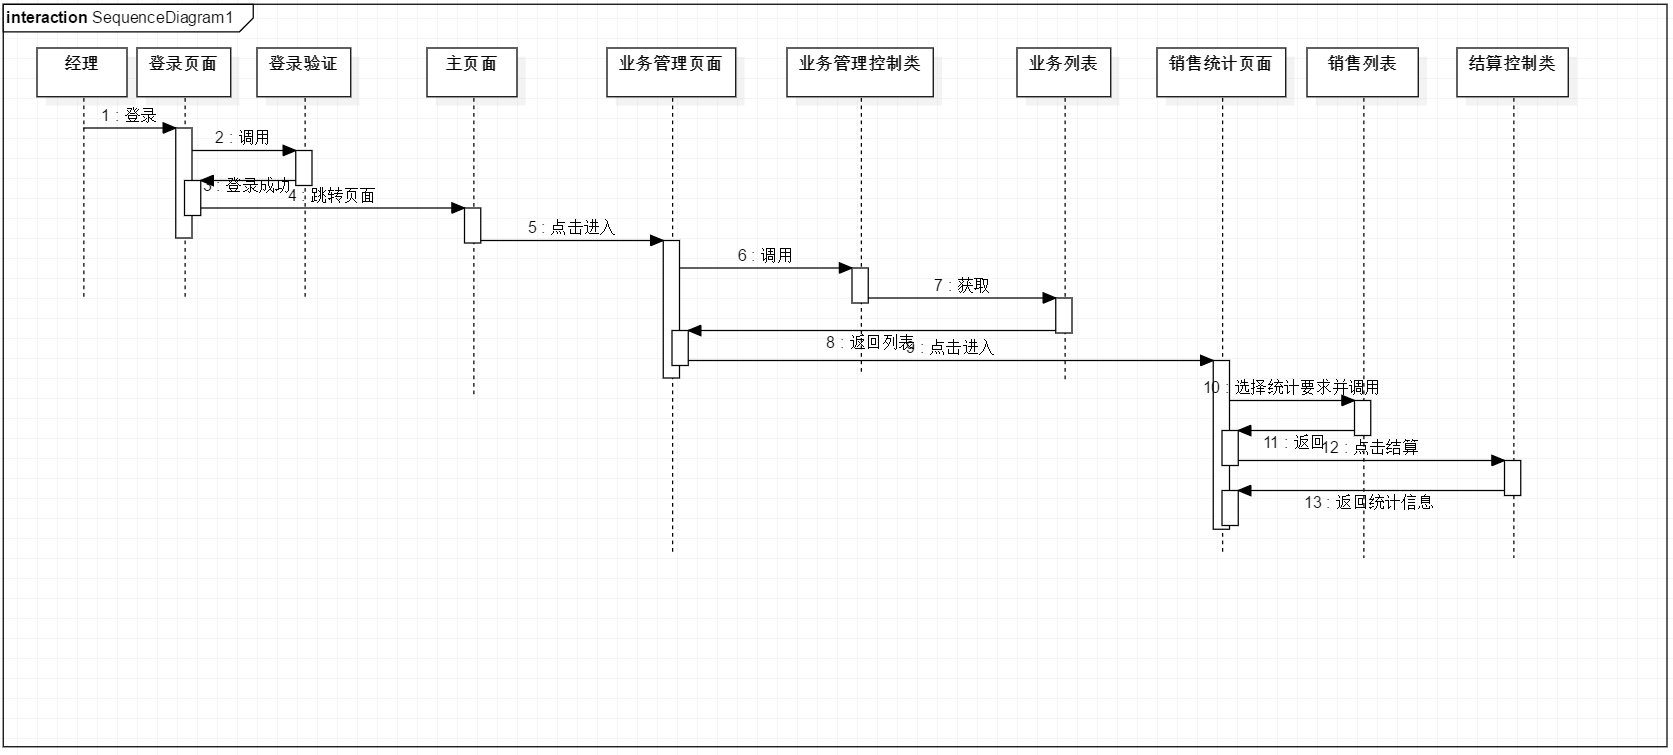 interaction SequenceDiagram1
经理
登录页面
登录验证
主页面
业务管理页面
业务管理控制类
业务列表
销售统计页面
销售列表
结算控制类
1 : 登录
2 : 调用
3 : 登录成功
4 : 跳转页面
5 : 点击进入
6 : 调用
7 : 获取
8 : 返回列表
9 : 点击进入
10 : 选择统计要求并调用
11 : 返回
12 : 点击结算
13 : 返回统计信息